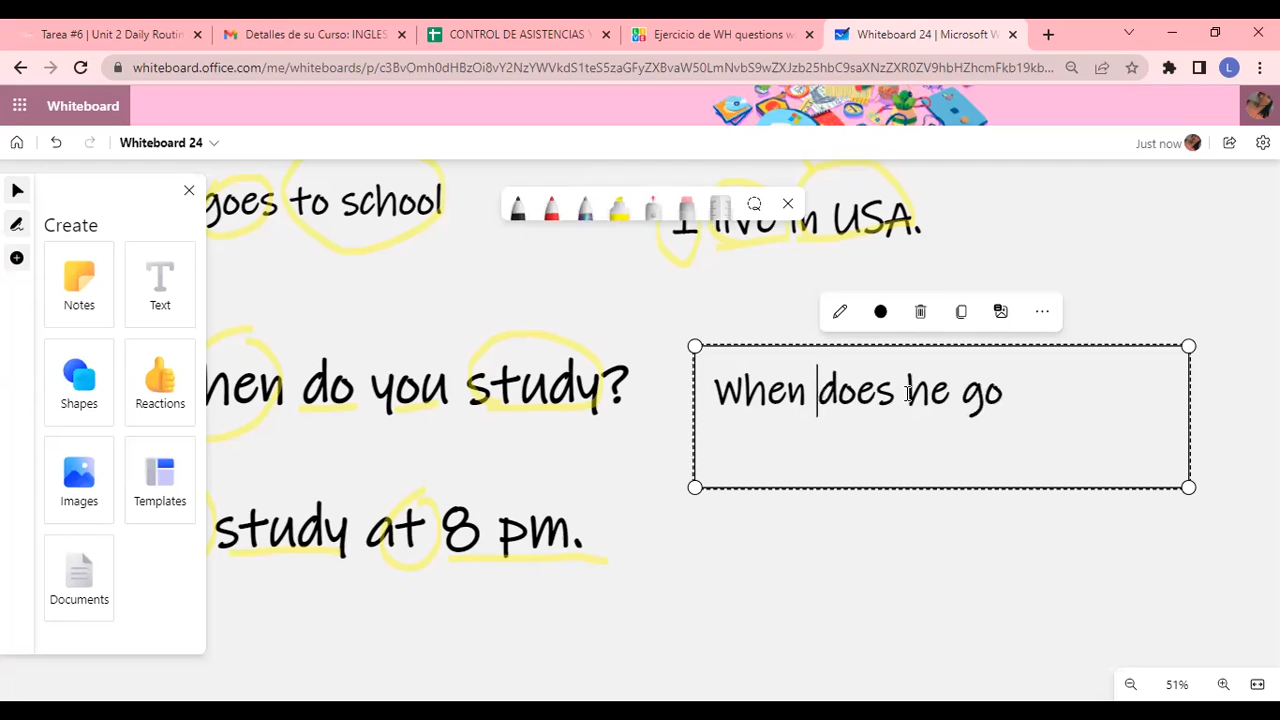 Tarea #6 | Unit 2 Daily Routin
Detalles de su Curso: INGLES
CONTROL DE ASISTENCIAS Y
Ejercicio de WH questions wo
Whiteboard 24 | Microsoft W
whiteboard.office.com/me/whiteboards/p/c3BvOmh0dHBzOi8vY2NzYWVkdS1teS5zaGFyZXBvaW50LmNvbS9wZXJzb25hbC9saXNzZXR0ZV9hbHZhcmFkb19kb...
L
Whiteboard
Whiteboard 24
Just now
Create
Notes
Text
Shapes
Reactions
Images
Templates
Documents
goes to school
I live in USA.
hen do you study?
When does he go
study at 8 pm.
51%